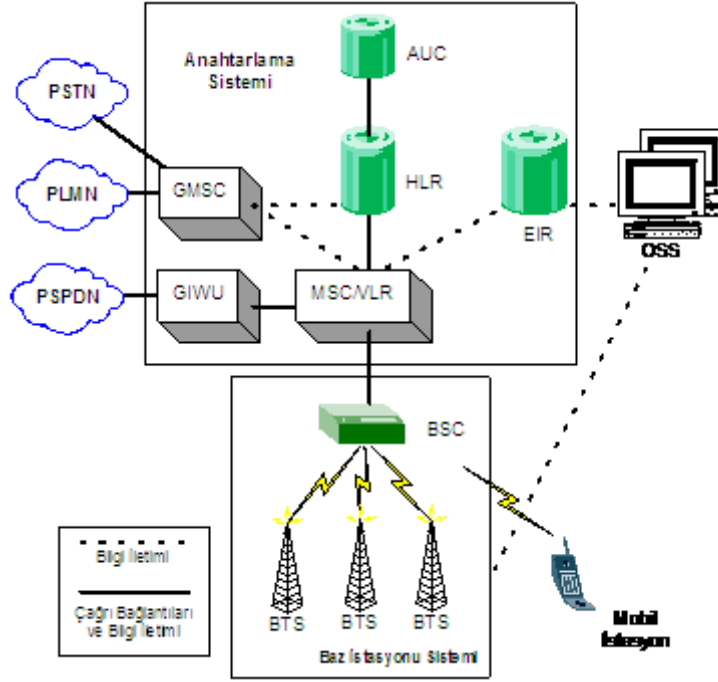 Anahtarlama
Sistemi
AUC
PSTN
PLMN
GMSC
HLR
EIR
OSS
PSPDN
GIWU
MSC/VLR
BSC
BTS
BTS
BTS
Baz İstasyonu Sistemi
Mobil
İstasyon
Bilgi İletimi
Çağrı Bağlantıları
ve Bilgi İletimi